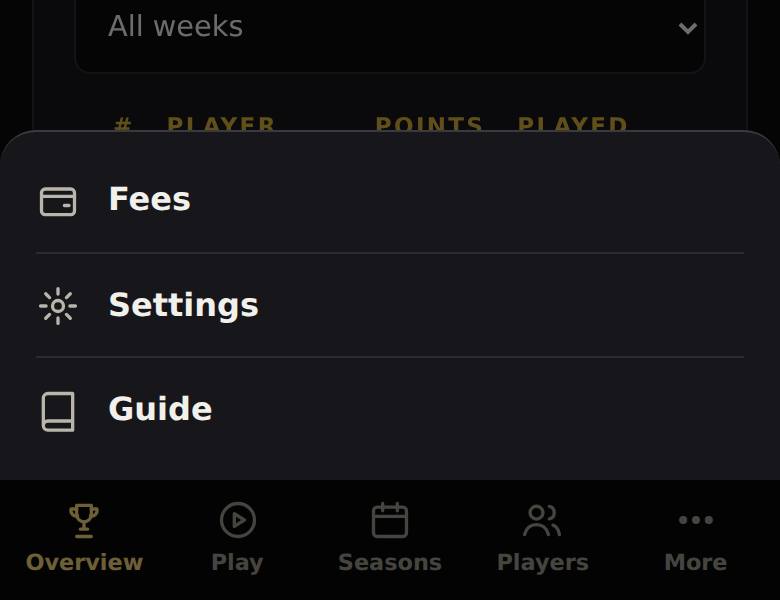 All weeks
# PLAYER POINTS PLAYED
Fees
Settings
Guide
Overview Play Seasons Players More